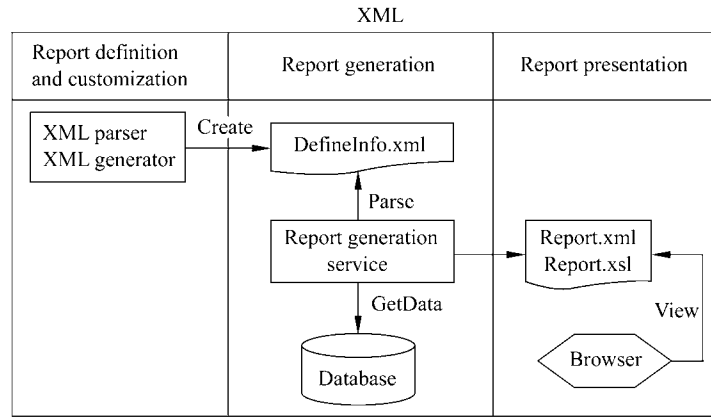 XML
Report definition
and customization
Report generation
Report presentation
XML parser
XML generator
Create
DefineInfo.xml
Parse
Report generation
service
Report.xml
Report.xsl
GetData
View
Database
Browser